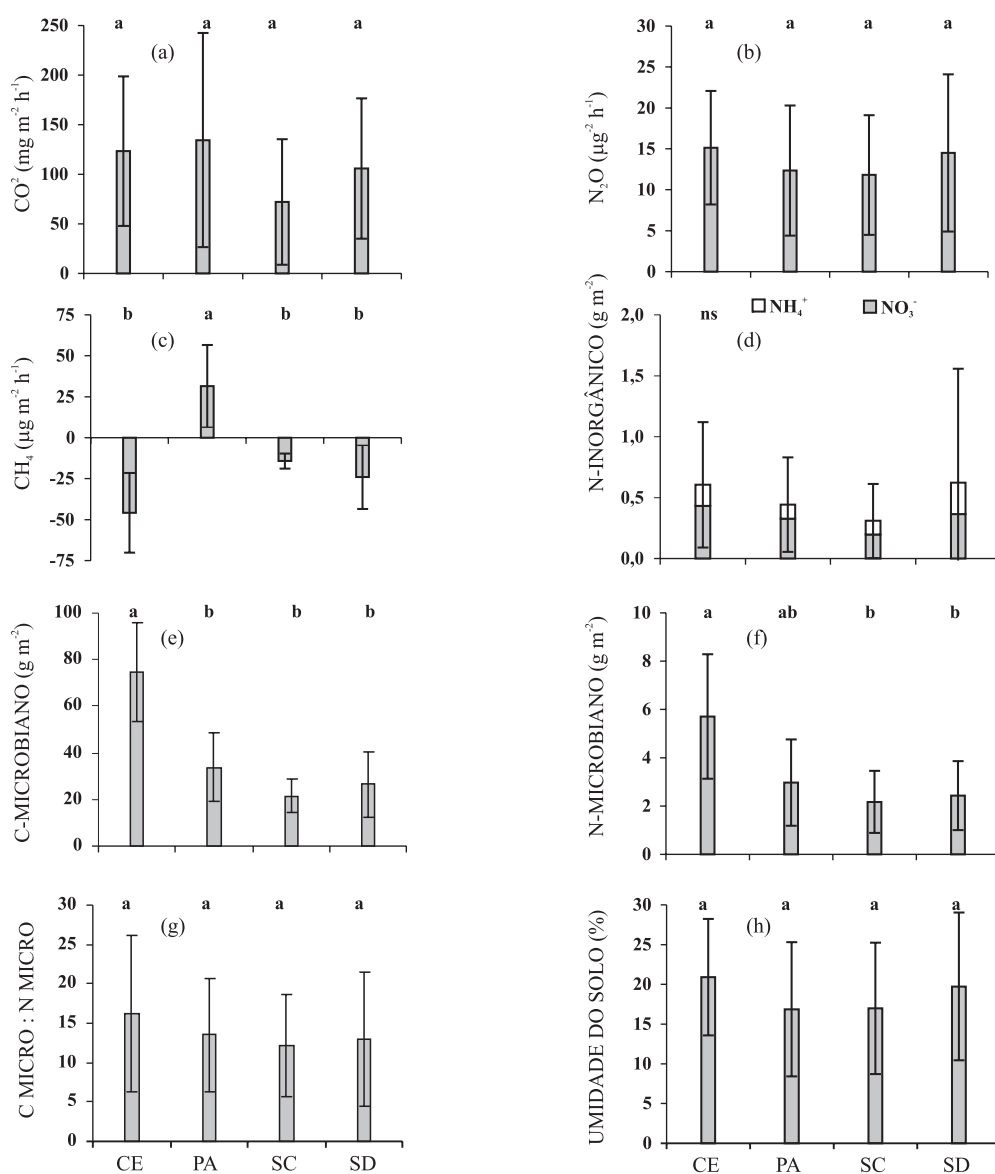 a a a a
(a)
CO² (mg m⁻² h⁻¹)
250
200
150
100
50
0
a a a a
(b)
N₂O (µg⁻² h⁻¹)
30
25
20
15
10
5
0
b a b b
(c)
CH₄ (µg m⁻² h⁻¹)
75
50
25
0
-25
-50
-75
NH₄⁺ NO₃⁻
ns
(d)
N-INORGÂNICO (g m⁻²)
2,0
1,5
1,0
0,5
0,0
a b b b
(e)
C-MICROBIANO (g m⁻²)
100
80
60
40
20
0
a ab b b
(f)
N-MICROBIANO (g m⁻²)
10
8
6
4
2
0
a a a a
(g)
C MICRO : N MICRO
30
25
20
15
10
5
0
CE PA SC SD
a a a a
(h)
UMIDADE DO SOLO (%)
30
25
20
15
10
5
0
CE PA SC SD